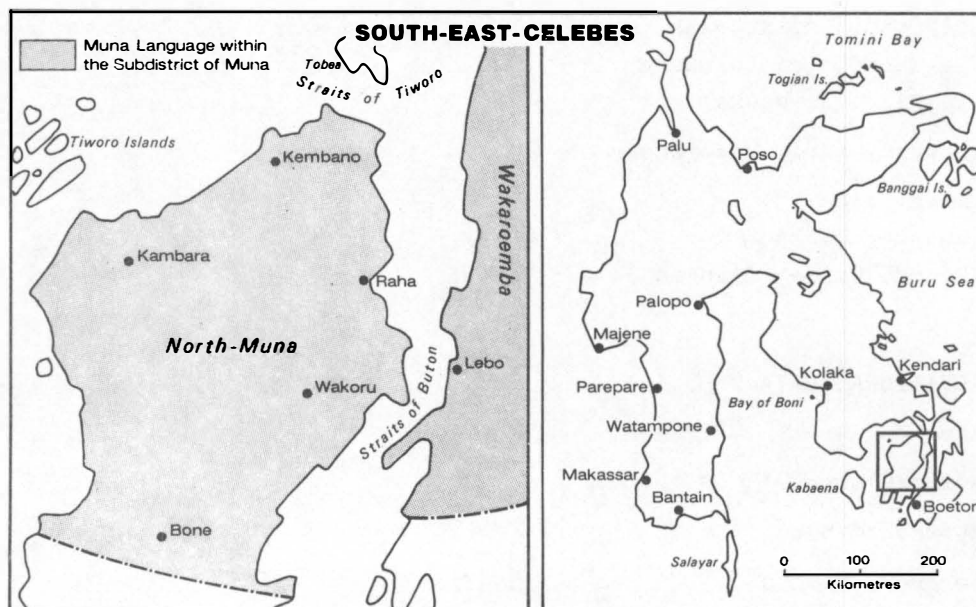 SOUTH-EAST-CELEBES
Muna Language within
the Subdistrict of Muna
Tobea
Straits of Tiworo
Tiworo Islands
Kembano
Wakaroemba
Kambara
Raha
North-Muna
Lebo
Wakoru
Straits of Buton
Bone
Tomini Bay
Togian Is.
Palu
Poso
Banggai Is.
Buru Sea
Palopo
Majene
Kolaka
Kendari
Parepare
Bay of Boni
Watampone
Makassar
Kabaena
Bantain
Boeton
Salayar
0 100 200
Kilometres